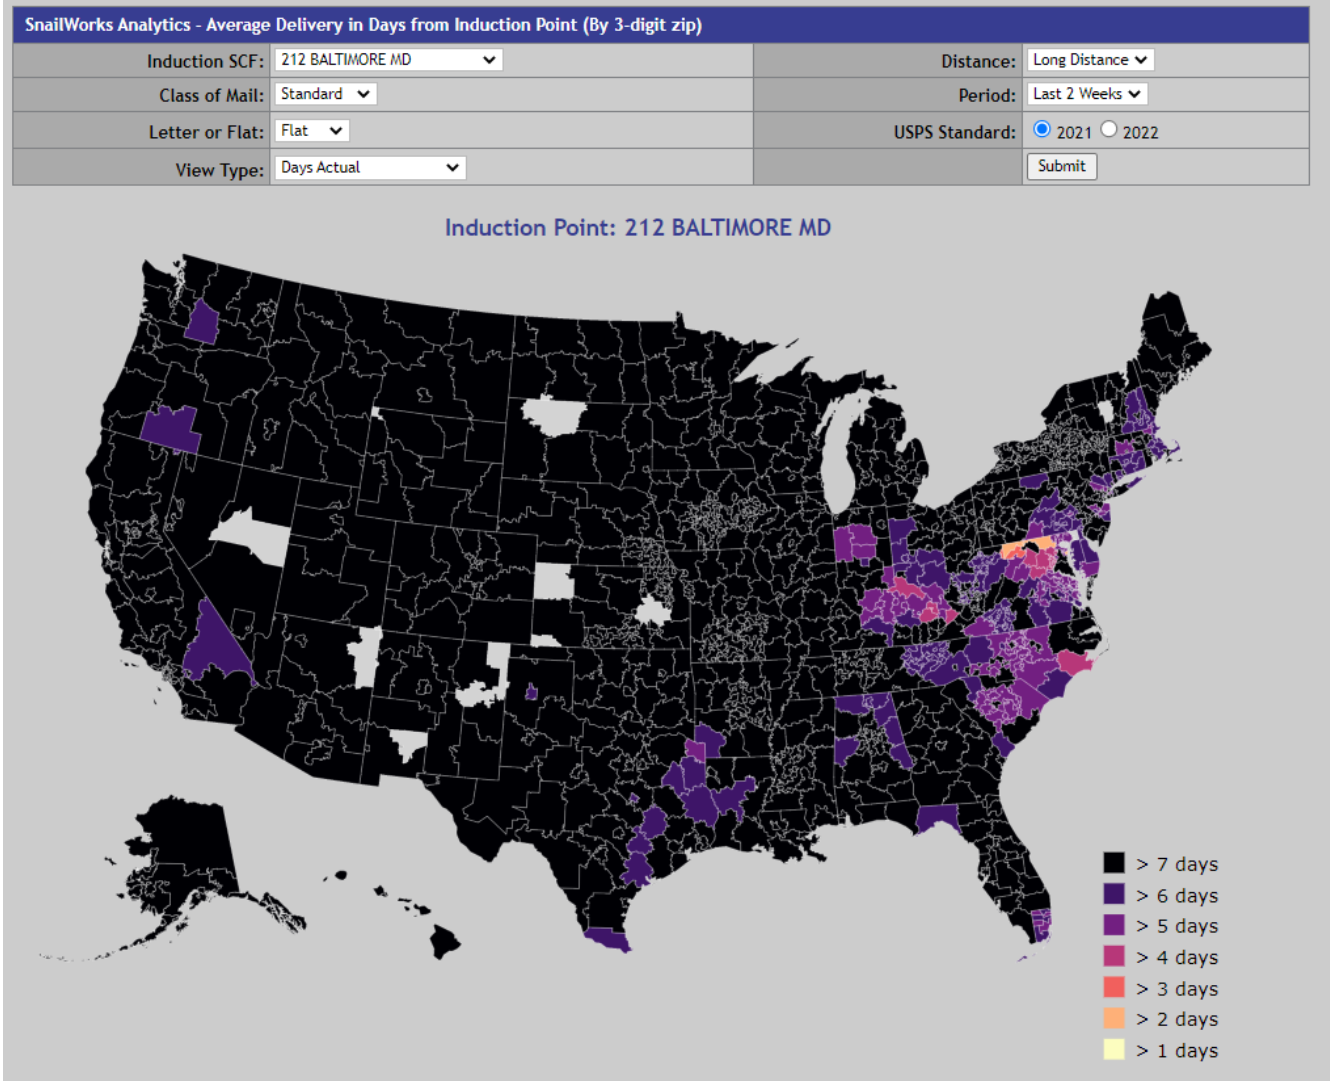 SnailWorks Analytics - Average Delivery in Days from Induction Point (By 3-digit zip)
Induction SCF: 212 BALTIMORE MD Distance: Long Distance
Class of Mail: Standard Period: Last 2 Weeks
Letter or Flat: Flat USPS Standard: 2021 2022
View Type: Days Actual Submit
Induction Point: 212 BALTIMORE MD
> 7 days
> 6 days
> 5 days
> 4 days
> 3 days
> 2 days
> 1 days